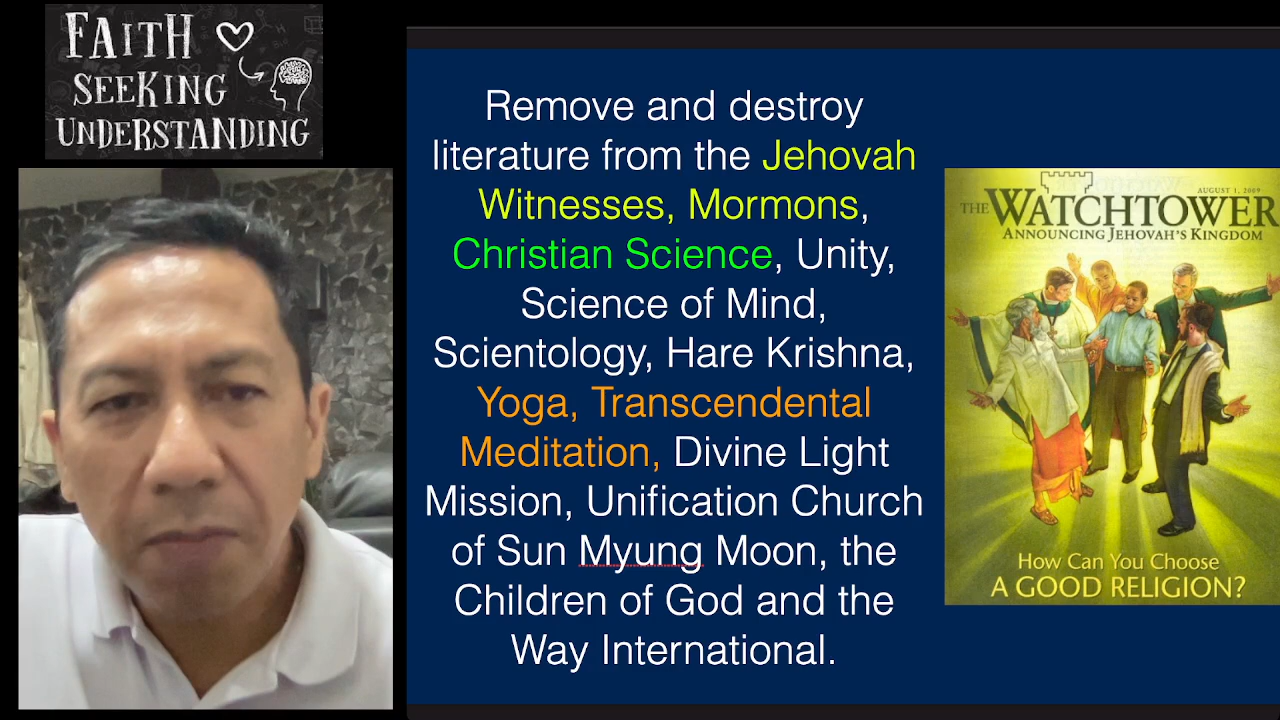 FAITH
SEEKING
UNDERSTANDING
Remove and destroy
literature from the Jehovah
Witnesses, Mormons,
Christian Science, Unity,
Science of Mind,
Scientology, Hare Krishna,
Yoga, Transcendental
Meditation, Divine Light
Mission, Unification Church
of Sun Myung Moon, the
Children of God and the
Way International.
AUGUST 1, 2009
THE WATCHTOWER
ANNOUNCING JEHOVAH'S KINGDOM
How Can You Choose
A GOOD RELIGION?